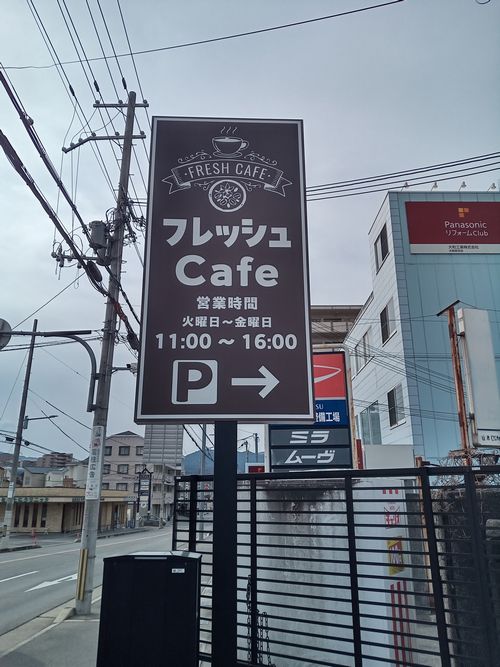 ·FRESH CAFE·
フレッシュ
Cafe
営業時間
火曜日～金曜日
11:00 ～ 16:00
P →
Panasonic
リフォームClub
ミラ
ムーヴ